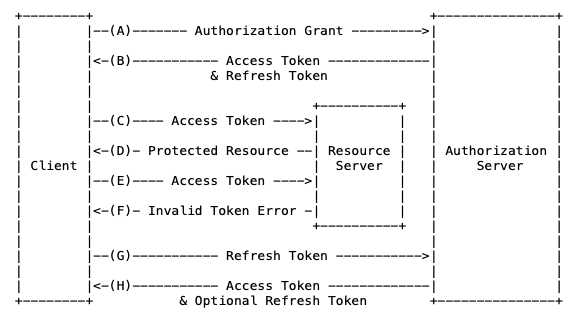 (A) Authorization Grant
(B) Access Token
& Refresh Token
(C) Access Token
(D) Protected Resource Resource Authorization
Client Server Server
(E) Access Token
(F) Invalid Token Error
(G) Refresh Token
(H) Access Token
& Optional Refresh Token